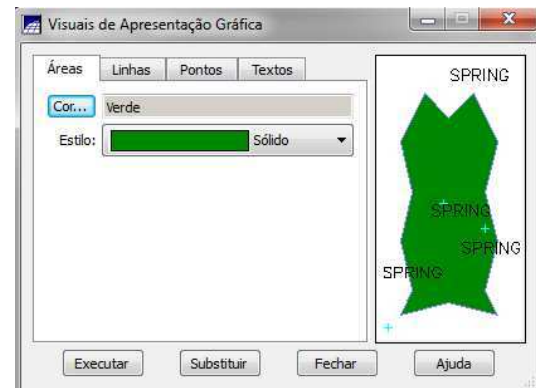 Visuais de Apresentação Gráfica
Áreas Linhas Pontos Textos
Cor... Verde
Estilo: Sólido
SPRING
SPRING
SPRING
SPRING
Executar Substituir Fechar Ajuda